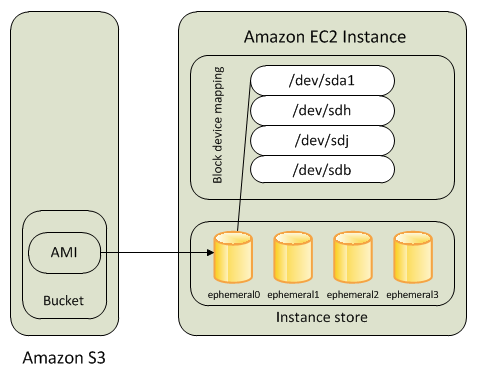 Amazon EC2 Instance
Block device mapping
/dev/sda1
/dev/sdh
/dev/sdj
/dev/sdb
AMI
Bucket
ephemeral0 ephemeral1 ephemeral2 ephemeral3
Instance store
Amazon S3